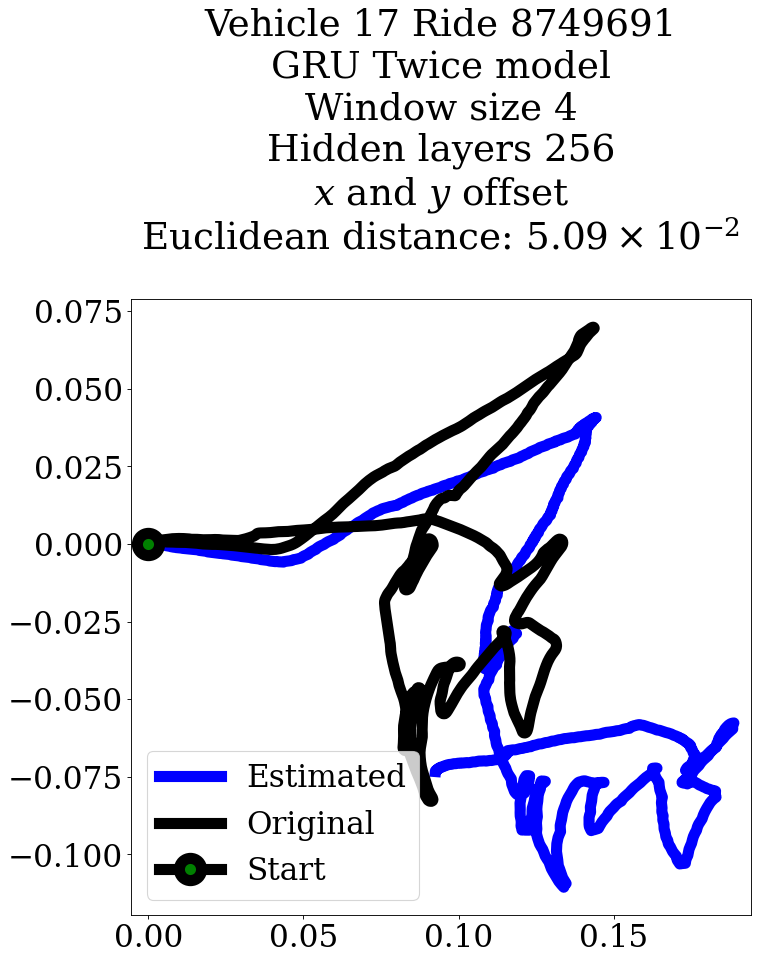 Vehicle 17 Ride 8749691
GRU Twice model
Window size 4
Hidden layers 256
x and y offset
Euclidean distance: 5.09 × 10⁻²
0.075
0.050
0.025
0.000
−0.025
−0.050
−0.075
−0.100
Estimated
Original
Start
0.00 0.05 0.10 0.15